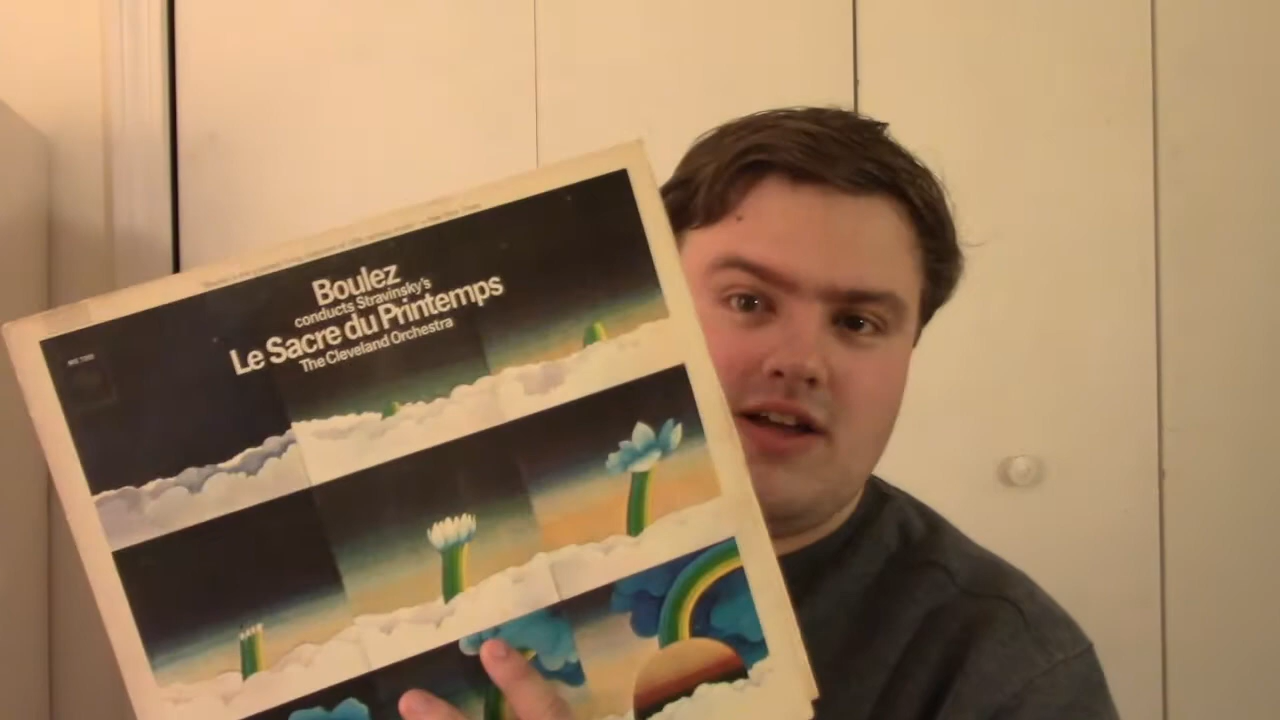 Boulez
conducts Stravinsky's
Le Sacre du Printemps
The Cleveland Orchestra